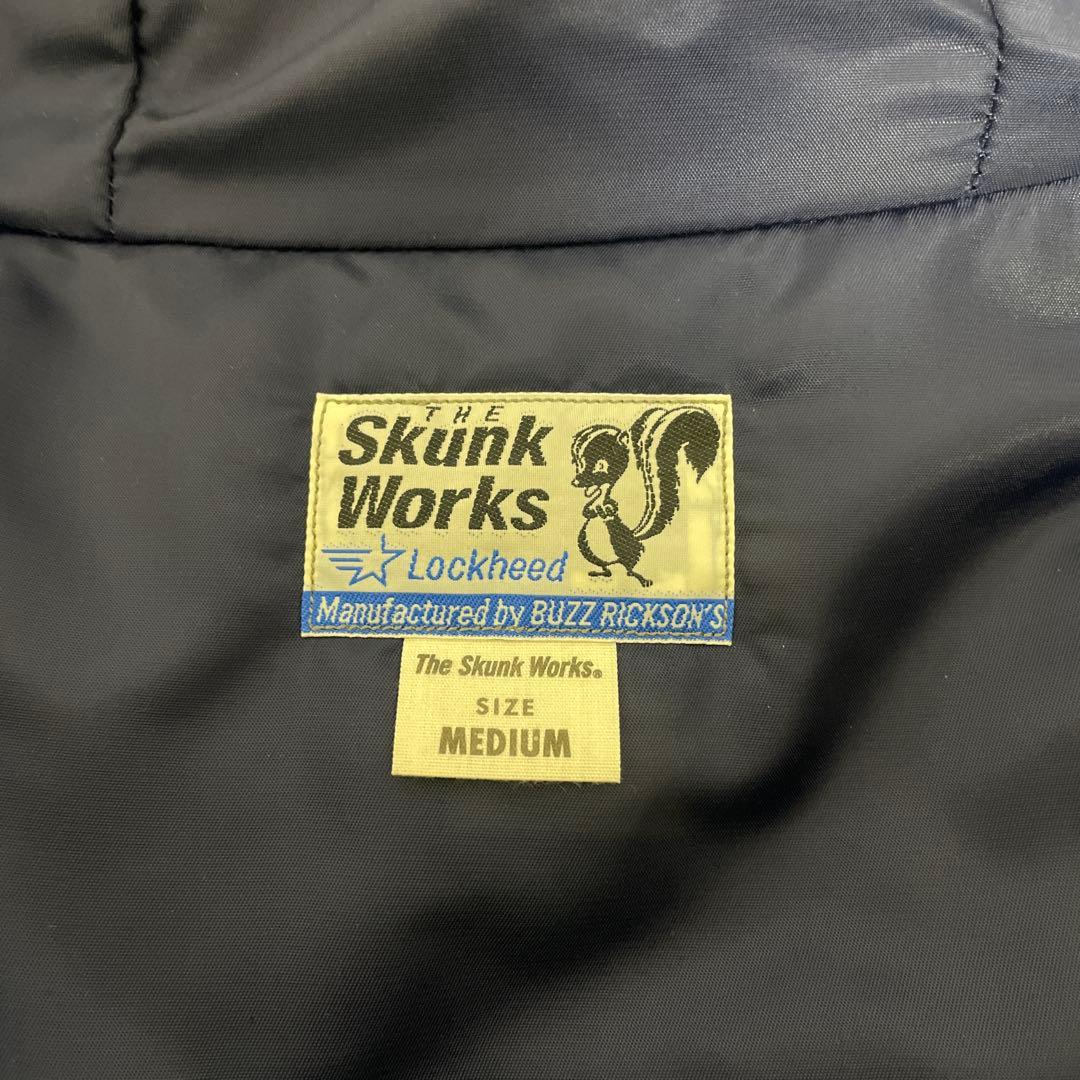 THE
Skunk
Works
Lockheed
Manufactured by BUZZ RICKSON'S
The Skunk Works®
SIZE
MEDIUM